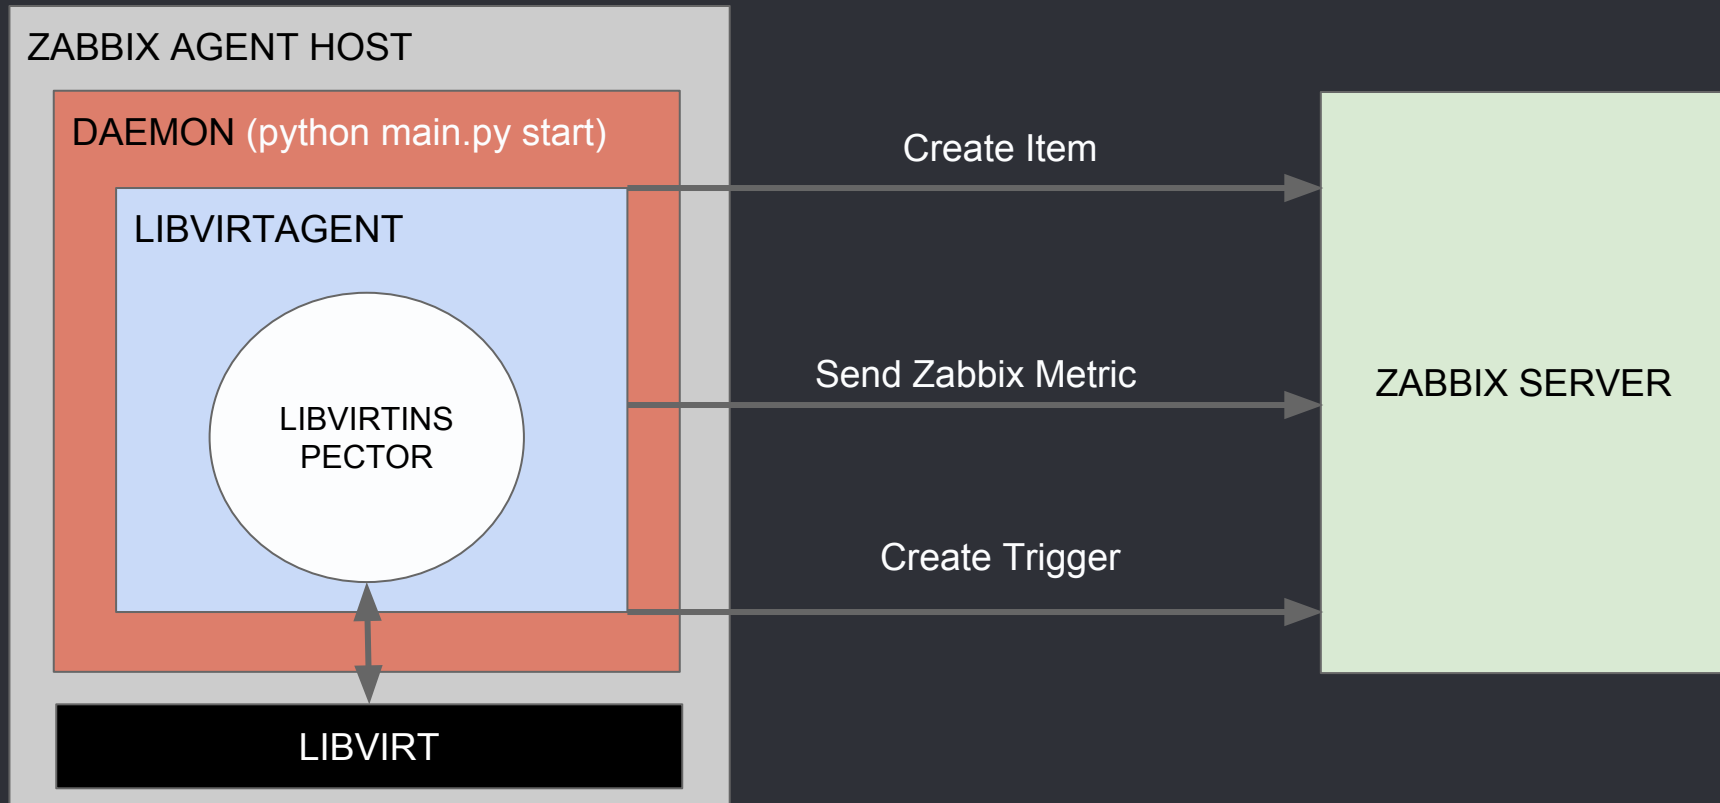 ZABBIX AGENT HOST
DAEMON (python main.py start)
LIBVIRTAGENT
LIBVIRTINS
PECTOR
LIBVIRT
Create Item
Send Zabbix Metric
Create Trigger
ZABBIX SERVER